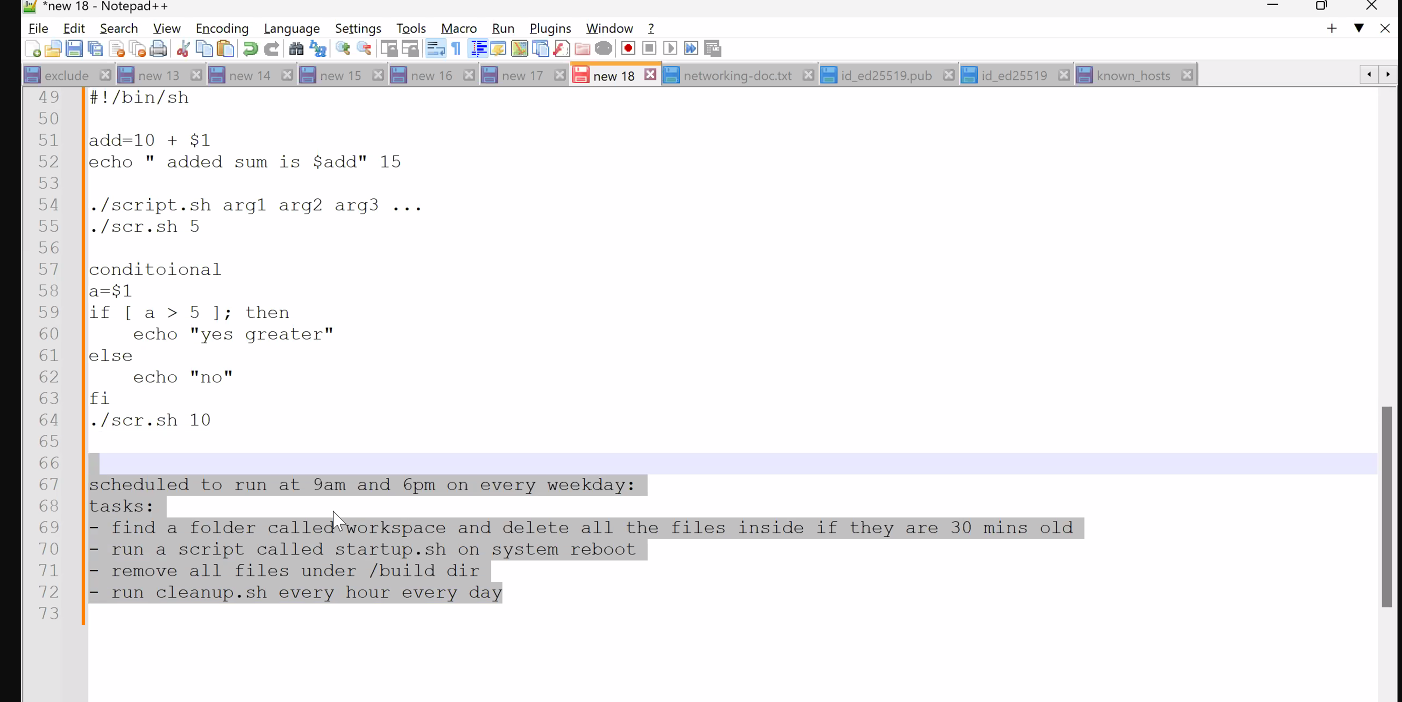 *new 18 - Notepad++
File Edit Search View Encoding Language Settings Tools Macro Run Plugins Window ?
exclude new 13 new 14 new 15 new 16 new 17 new 18 networking-doc.txt id_ed25519.pub id_ed25519 known_hosts
49 #!/bin/sh
50
51 add=10 + $1
52 echo " added sum is $add" 15
53
54 ./script.sh arg1 arg2 arg3 ...
55 ./scr.sh 5
56
57 conditoional
58 a=$1
59 if [ a > 5 ]; then
60 echo "yes greater"
61 else
62 echo "no"
63 fi
64 ./scr.sh 10
65
66
67 scheduled to run at 9am and 6pm on every weekday:
68 tasks:
69 - find a folder called workspace and delete all the files inside if they are 30 mins old
70 - run a script called startup.sh on system reboot
71 - remove all files under /build dir
72 - run cleanup.sh every hour every day
73